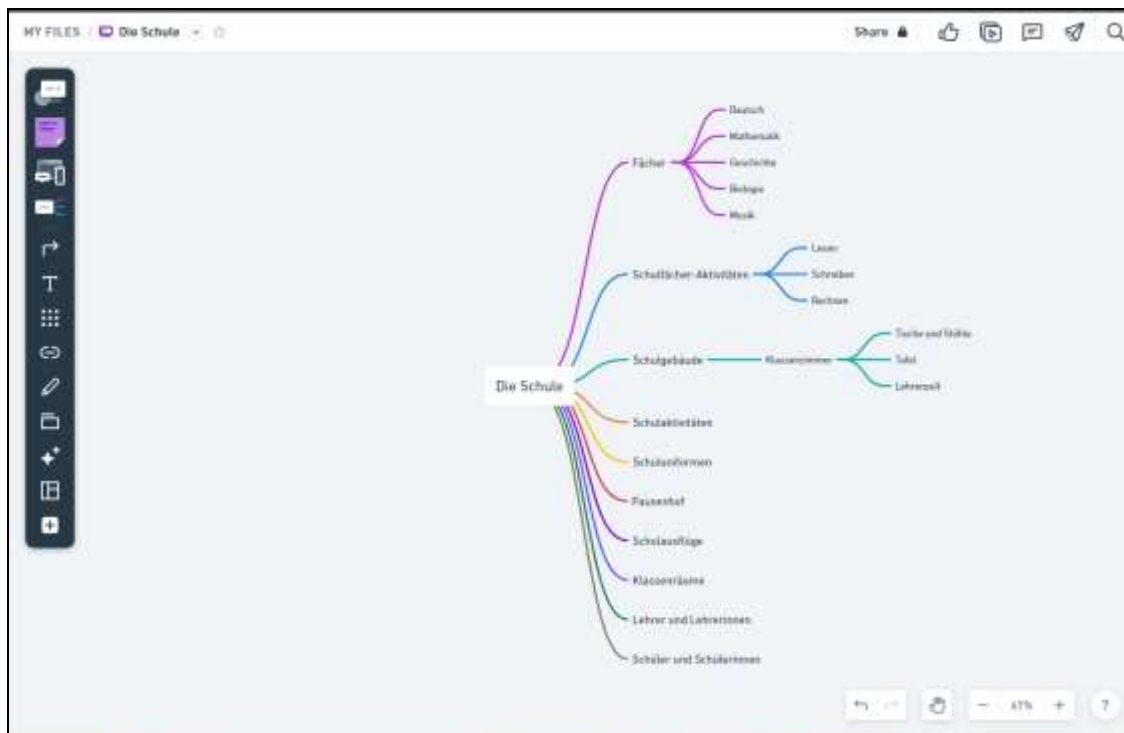 MY FILES / Die Schule
Share
Deutsch
Mathematik
Fächer
Geschichte
Biologie
Musik
Lesen
Schulfächer-Aktivitäten
Schreiben
Rechnen
Tische und Stühle
Schulgebäude
Klassenzimmer
Tafel
Die Schule
Schulaktivitäten
Schuluniformen
Pausenhof
Schulausflüge
Klassenräume
Lehrer und Lehrerinnen
Schüler und Schülerinnen
67%
?